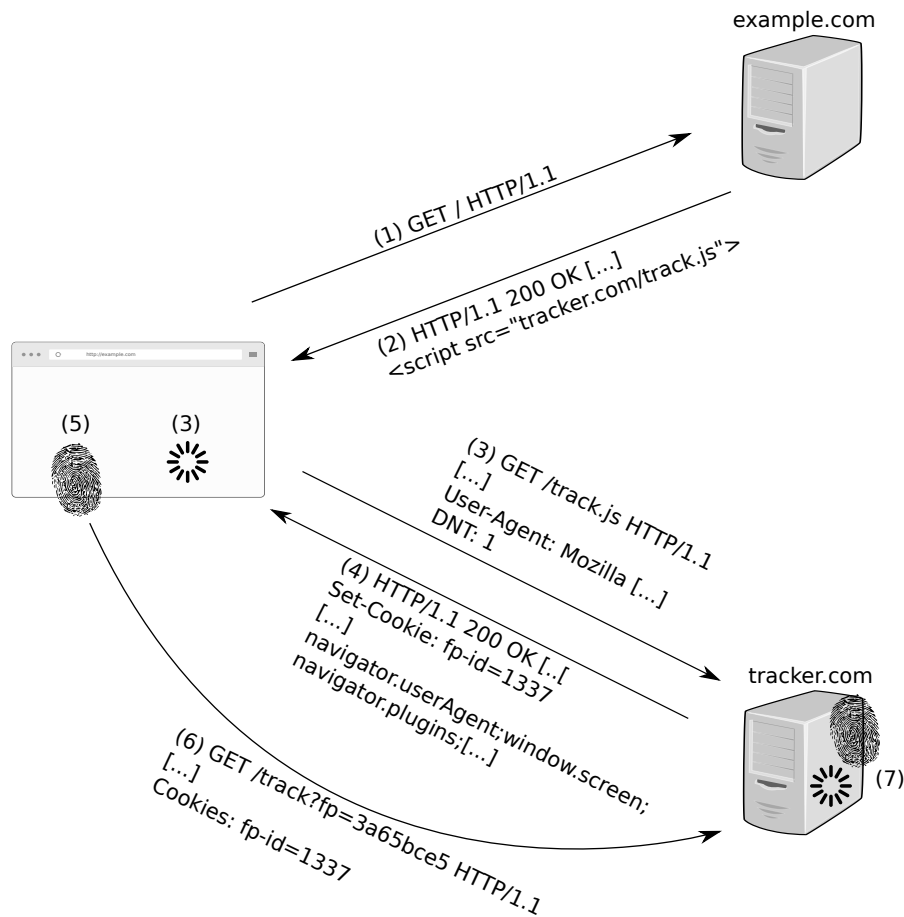 example.com
(1) GET / HTTP/1.1
(2) HTTP/1.1 200 OK [...]
<script src="tracker.com/track.js">
http://example.com
(5)
(3)
(3) GET /track.js HTTP/1.1
[...]
User-Agent: Mozilla [...]
DNT: 1
(4) HTTP/1.1 200 OK [..[
Set-Cookie: fp-id=1337
[...]
navigator.userAgent;window.screen;
navigator.plugins;[...]
tracker.com
(7)
(6) GET /track?fp=3a65bce5 HTTP/1.1
[...]
Cookies: fp-id=1337